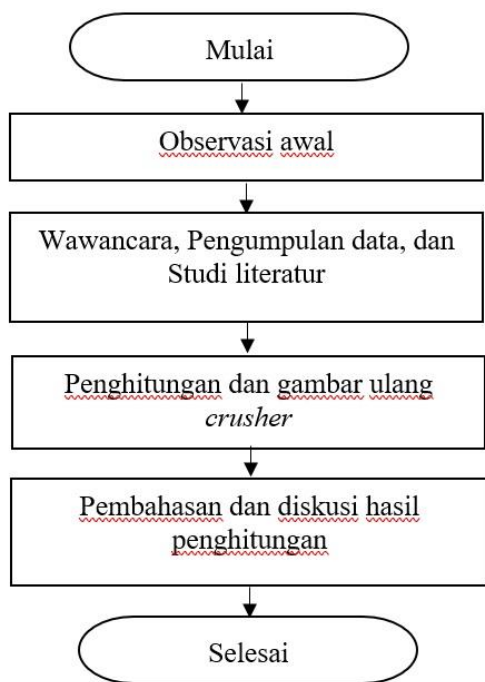 Mulai
Observasi awal
Wawancara, Pengumpulan data, dan
Studi literatur
Penghitungan dan gambar ulang
crusher
Pembahasan dan diskusi hasil
penghitungan
Selesai